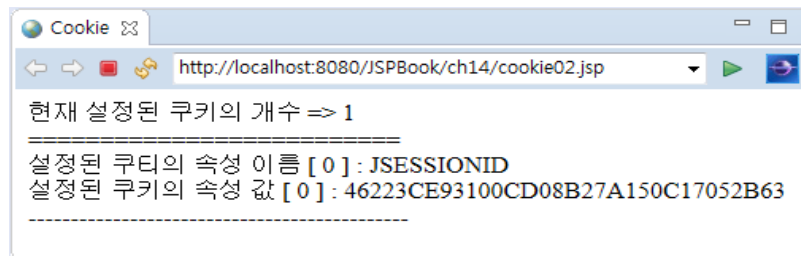 Cookie
http://localhost:8080/JSPBook/ch14/cookie02.jsp
현재 설정된 쿠키의 개수 => 1
==========================
설정된 쿠티의 속성 이름 [ 0 ] : JSESSIONID
설정된 쿠키의 속성 값 [ 0 ] : 46223CE93100CD08B27A150C17052B63
---------------------------------------------